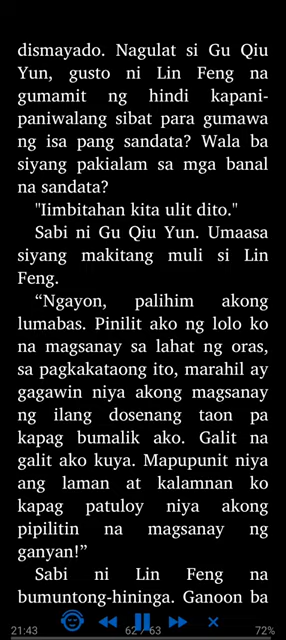 dismayado. Nagulat si Gu Qiu
Yun, gusto ni Lin Feng na
gumamit ng hindi kapani-
paniwalang sibat para gumawa
ng isa pang sandata? Wala ba
siyang pakialam sa mga banal
na sandata?
"Iimbitahan kita ulit dito."
Sabi ni Gu Qiu Yun. Umaasa
siyang makitang muli si Lin
Feng.
“Ngayon, palihim akong
lumabas. Pinilit ako ng lolo ko
na magsanay sa lahat ng oras,
sa pagkakataong ito, marahil ay
gagawin niya akong magsanay
ng ilang dosenang taon pa
kapag bumalik ako. Galit na
galit ako kuya. Mapupunit niya
ang laman at kalamnan ko
kapag patuloy niya akong
pipilitin na magsanay ng
ganyan!”
Sabi ni Lin Feng na
bumuntong-hininga. Ganoon ba
21:43 62 / 63 72%